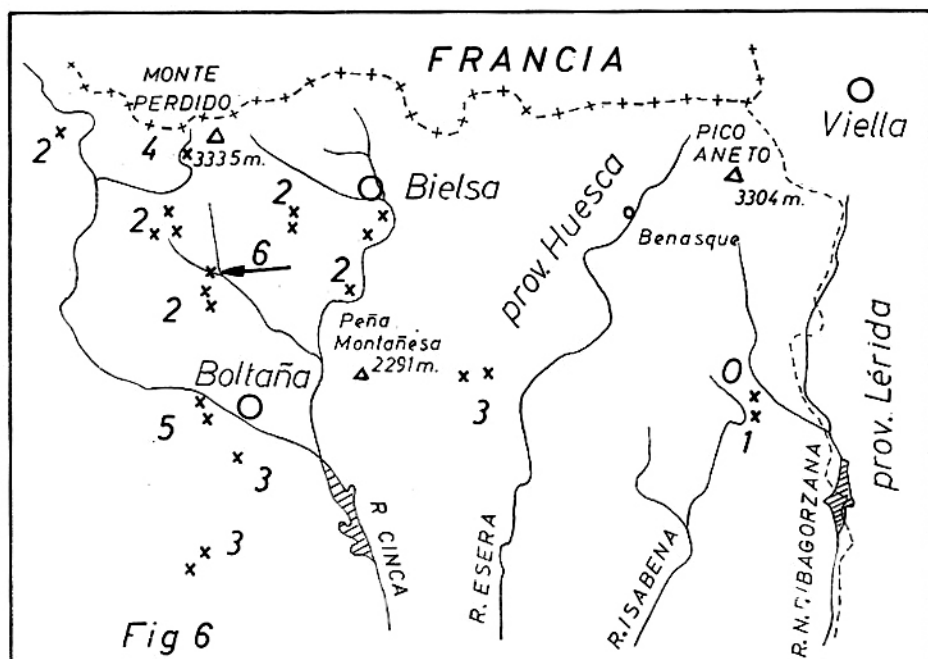 FRANCIA
MONTE
PERDIDO
3335 m.
4
2
Viella
PICO
ANETO
3304 m.
Bielsa
2
2
prov. Huesca
Benasque
6
2
2
Peña
Montañesa
2291 m.
Boltaña
3
0
1
5
3
3
prov. Lérida
R. CINCA
R. ESERA
R. ISABENA
R. N. RIBAGORZANA
Fig 6